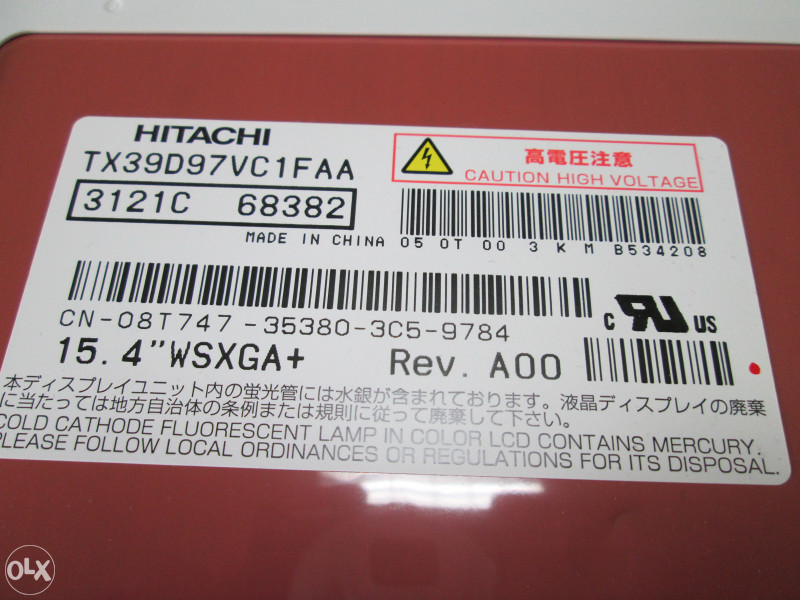 HITACHI
TX39D97VC1FAA
3121C 68382
高電圧注意
CAUTION HIGH VOLTAGE
MADE IN CHINA 05 0T 00 3 K M B534208
CN-08T747-35380-3C5-9784
c RU US
15.4"WSXGA+ Rev. A00
本ディスプレイユニット内の蛍光管には水銀が含まれております。液晶ディスプレイの廃棄
に当たっては地方自治体の条例または規則に従って廃棄して下さい。
COLD CATHODE FLUORESCENT LAMP IN COLOR LCD CONTAINS MERCURY.
PLEASE FOLLOW LOCAL ORDINANCES OR REGULATIONS FOR ITS DISPOSAL.
OLX